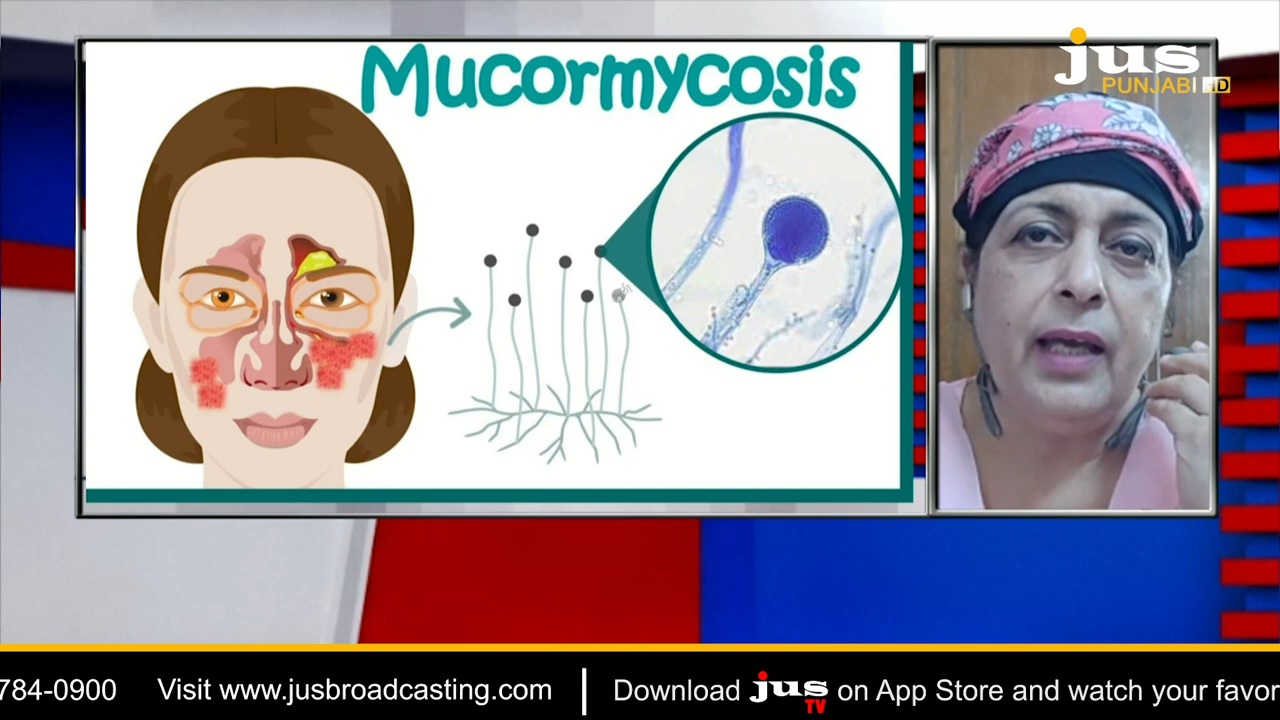 Mucormycosis
jus
PUNJABI HD
784-0900 Visit www.jusbroadcasting.com Download jus TV on App Store and watch your favor